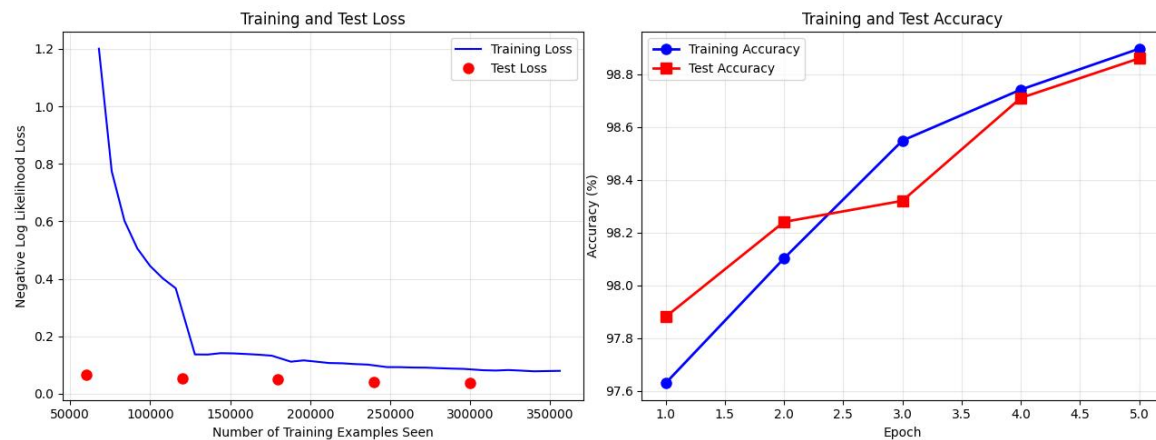 Training and Test Loss
Negative Log Likelihood Loss
1.2
1.0
0.8
0.6
0.4
0.2
0.0
Training Loss
Test Loss
50000 100000 150000 200000 250000 300000 350000
Number of Training Examples Seen
Training and Test Accuracy
Accuracy (%)
98.8
98.6
98.4
98.2
98.0
97.8
97.6
Training Accuracy
Test Accuracy
1.0 1.5 2.0 2.5 3.0 3.5 4.0 4.5 5.0
Epoch